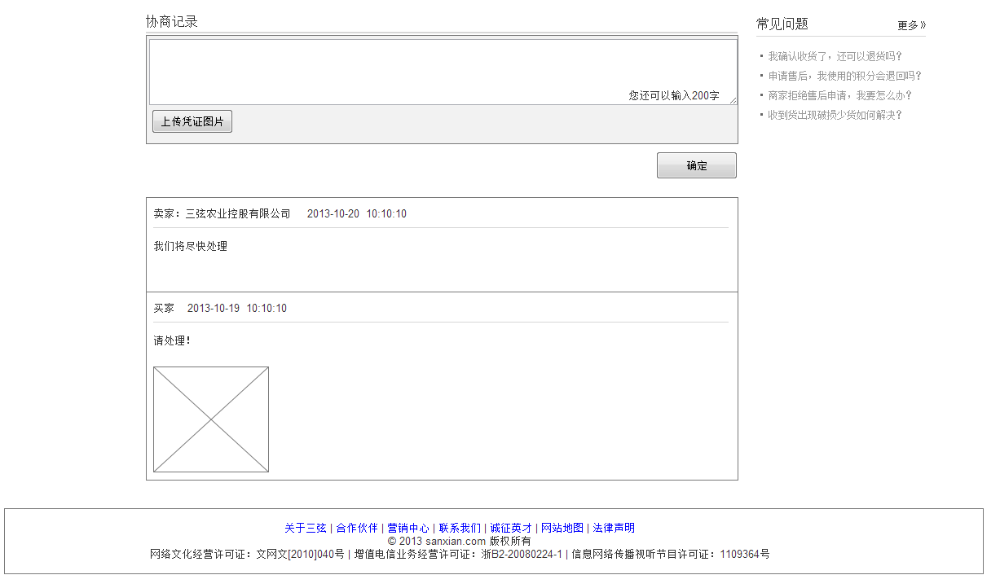 协商记录
您还可以输入200字
上传凭证图片
确定
卖家：三弦农业控股有限公司 2013-10-20 10:10:10
我们将尽快处理
买家 2013-10-19 10:10:10
请处理！
常见问题 更多》
我确认收货了，还可以退货吗？
申请售后，我使用的积分会退回吗？
商家拒绝售后申请，我要怎么办？
收到货出现破损少货如何解决？
关于三弦 | 合作伙伴 | 营销中心 | 联系我们 | 诚征英才 | 网站地图 | 法律声明
© 2013 sanxian.com 版权所有
网络文化经营许可证：文网文[2010]040号 | 增值电信业务经营许可证：浙B2-20080224-1 | 信息网络传播视听节目许可证：1109364号